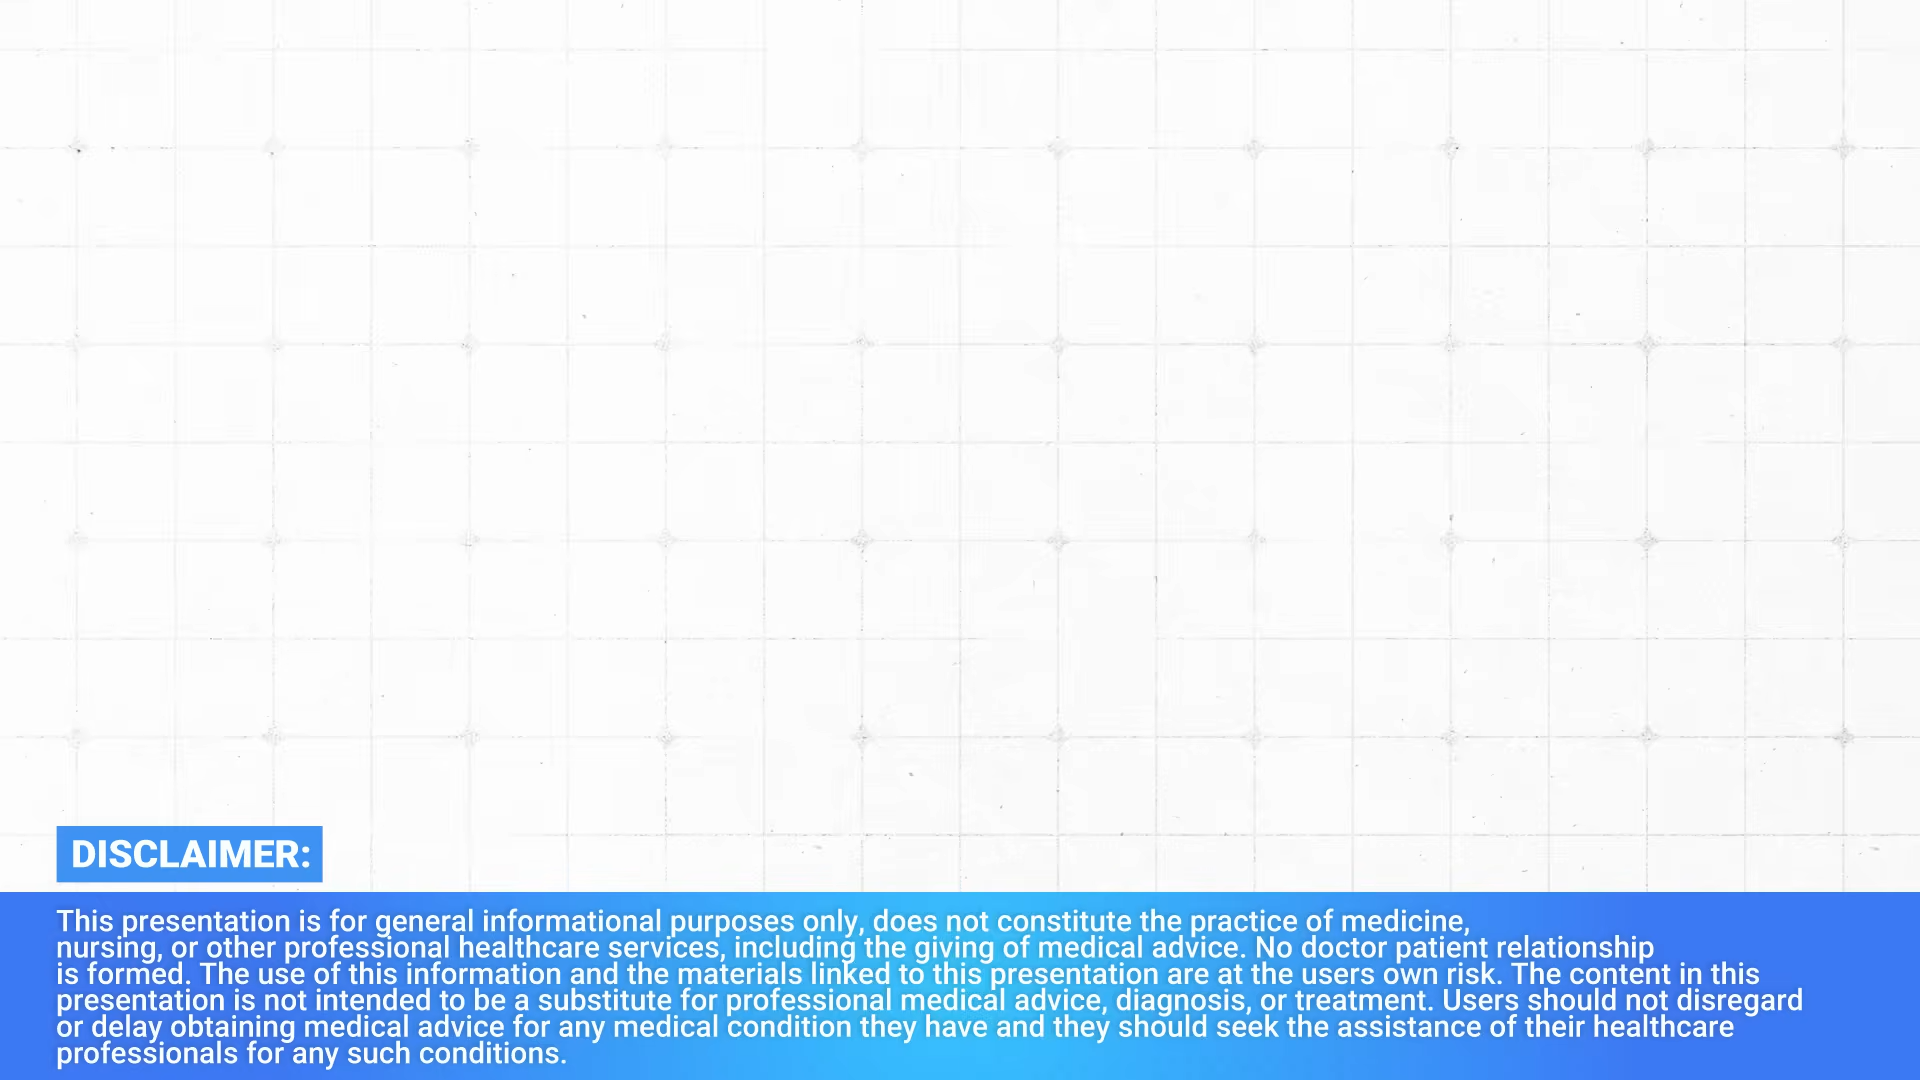 DISCLAIMER:
This presentation is for general informational purposes only, does not constitute the practice of medicine,
nursing, or other professional healthcare services, including the giving of medical advice. No doctor patient relationship
is formed. The use of this information and the materials linked to this presentation are at the users own risk. The content in this
presentation is not intended to be a substitute for professional medical advice, diagnosis, or treatment. Users should not disregard
or delay obtaining medical advice for any medical condition they have and they should seek the assistance of their healthcare
professionals for any such conditions.